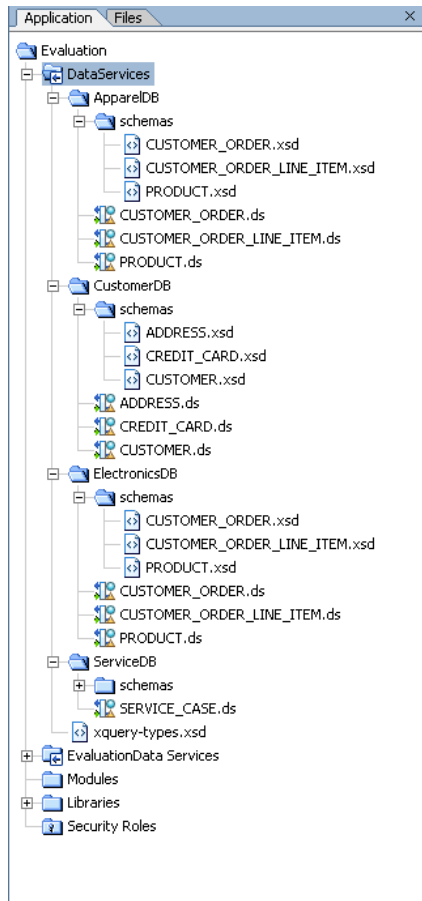 Application Files
Evaluation
DataServices
ApparelDB
schemas
CUSTOMER_ORDER.xsd
CUSTOMER_ORDER_LINE_ITEM.xsd
PRODUCT.xsd
CUSTOMER_ORDER.ds
CUSTOMER_ORDER_LINE_ITEM.ds
PRODUCT.ds
CustomerDB
schemas
ADDRESS.xsd
CREDIT_CARD.xsd
CUSTOMER.xsd
ADDRESS.ds
CREDIT_CARD.ds
CUSTOMER.ds
ElectronicsDB
schemas
CUSTOMER_ORDER.xsd
CUSTOMER_ORDER_LINE_ITEM.xsd
PRODUCT.xsd
CUSTOMER_ORDER.ds
CUSTOMER_ORDER_LINE_ITEM.ds
PRODUCT.ds
ServiceDB
schemas
SERVICE_CASE.ds
xquery-types.xsd
EvaluationData Services
Modules
Libraries
Security Roles